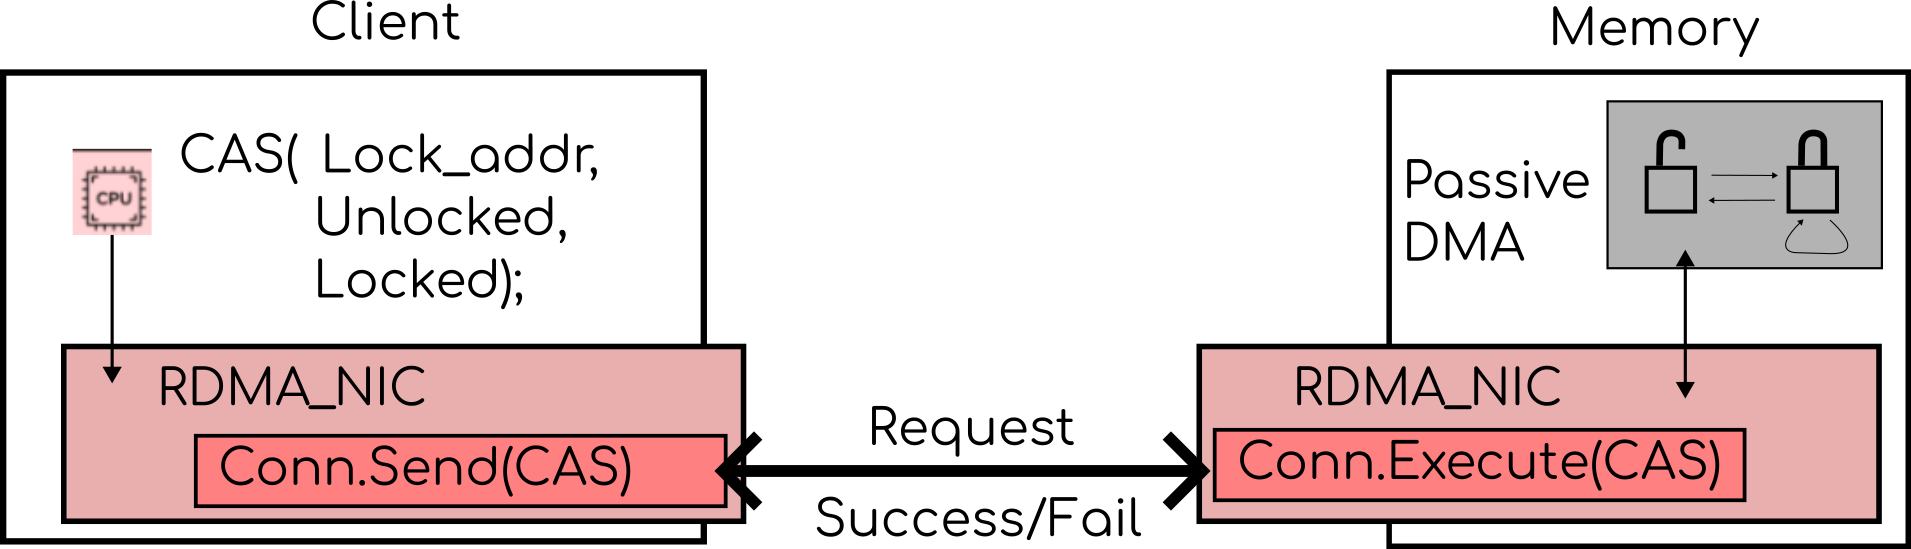 Client
CPU
CAS( Lock_addr,
Unlocked,
Locked);
RDMA_NIC
Conn.Send(CAS)
Request
Success/Fail
Memory
Passive
DMA
RDMA_NIC
Conn.Execute(CAS)